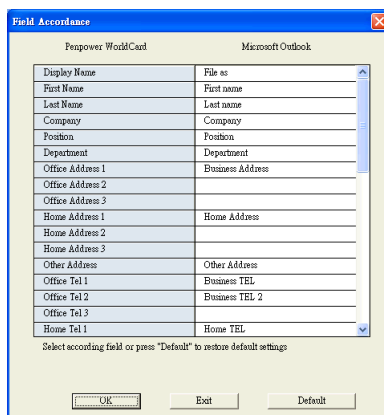 Field Accordance
Penpower WorldCard Microsoft Outlook
Display Name File as
First Name First name
Last Name Last name
Company Company
Position Position
Department Department
Office Address 1 Business Address
Office Address 2
Office Address 3
Home Address 1 Home Address
Home Address 2
Home Address 3
Other Address Other Address
Office Tel 1 Business TEL
Office Tel 2 Business TEL 2
Office Tel 3
Home Tel 1 Home TEL
Select according field or press "Default" to restore default settings
OK Exit Default